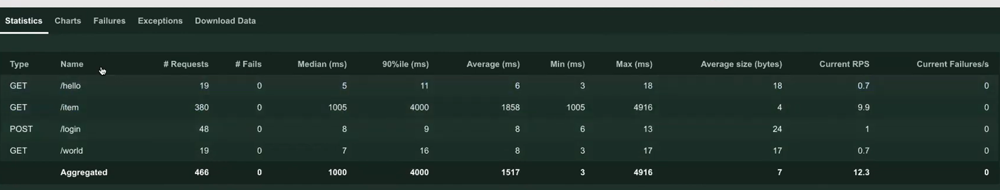 Statistics Charts Failures Exceptions Download Data
Type Name # Requests # Fails Median (ms) 90%ile (ms) Average (ms) Min (ms) Max (ms) Average size (bytes) Current RPS Current Failures/s
GET /hello 19 0 5 11 6 3 18 18 0.7 0
GET /item 380 0 1005 4000 1858 1005 4916 4 9.9 0
POST /login 48 0 8 9 8 6 13 24 1 0
GET /world 19 0 7 16 8 3 17 17 0.7 0
Aggregated 466 0 1000 4000 1517 3 4916 7 12.3 0